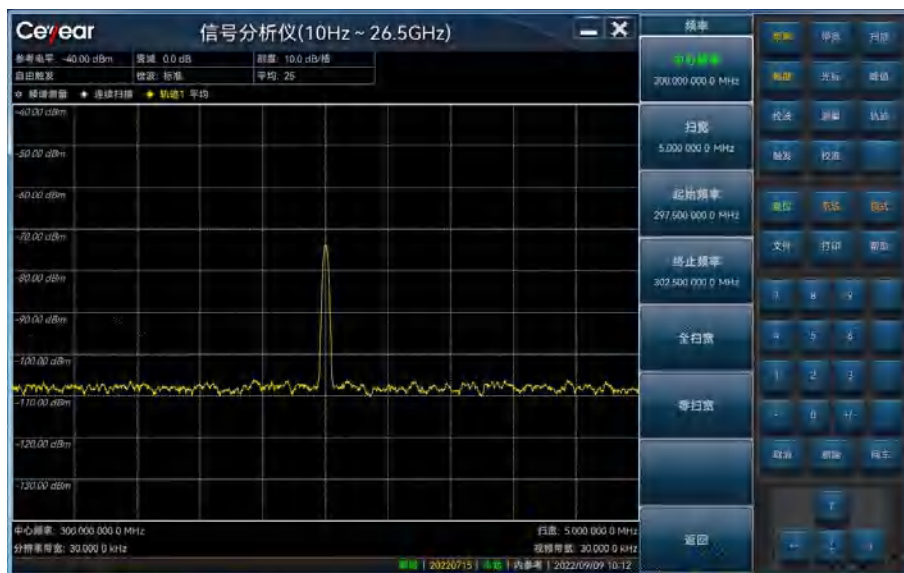 Ceyear 信号分析仪(10Hz ~ 26.5GHz)
参考电平 -40.00 dBm 衰减 0.0 dB 刻度: 10.0 dB/格
自由触发 检波: 标准 平均: 25
频谱测量 连续扫描 轨迹1 平均
-40.00 dBm
-50.00 dBm
-60.00 dBm
-70.00 dBm
-80.00 dBm
-90.00 dBm
-100.00 dBm
-110.00 dBm
-120.00 dBm
-130.00 dBm
中心频率: 300.000 000 0 MHz 扫宽: 5.000 000 0 MHz
分辨率带宽: 30.000 0 kHz 视频带宽: 30.000 0 kHz
20220715 内参考 2022/09/09 10:12
频率
中心频率
300.000 000 0 MHz
扫宽
5.000 000 0 MHz
起始频率
297.500 000 0 MHz
终止频率
302.500 000 0 MHz
全扫宽
零扫宽
返回
频率 带宽 扫描
幅度 光标 峰值
检波 测量 轨迹
触发 校准
复位 系统 模式
文件 打印 帮助
7 8 9
4 5 6
1 2 3
. 0 +/-
取消 删除 回车
↑
← ↓ →